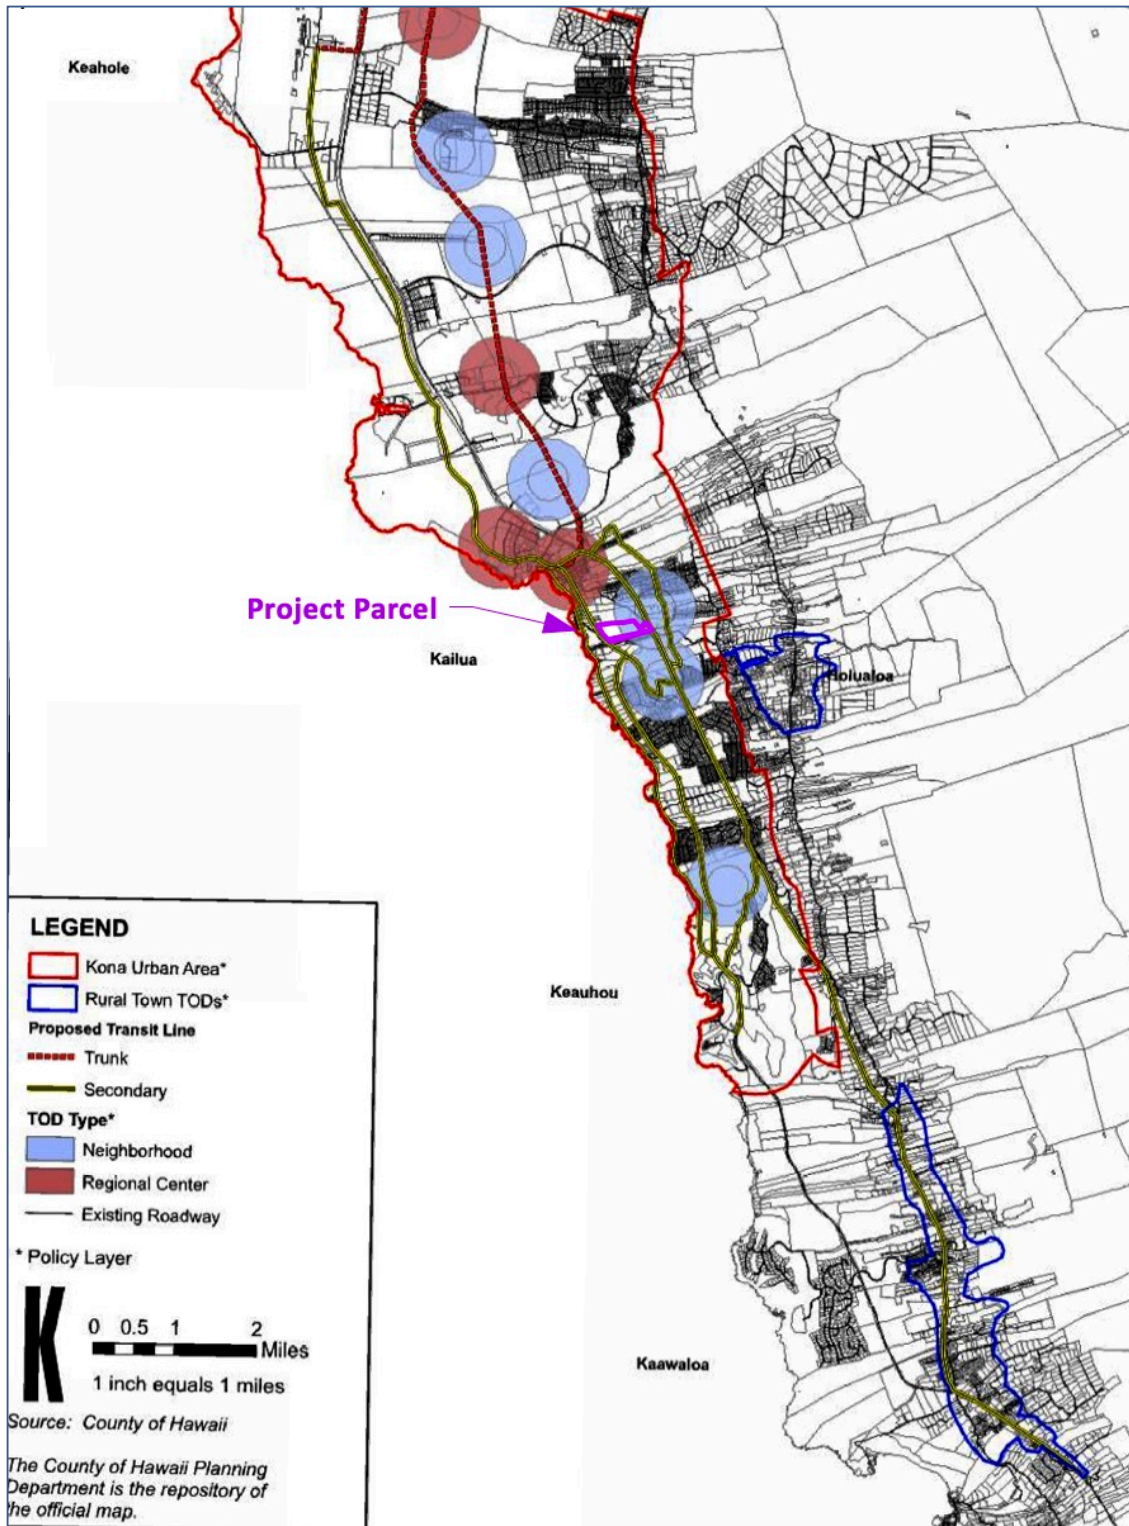 Keahole
Project Parcel
Kailua
Holualoa
Keauhou
Kaawaloa
LEGEND
Kona Urban Area*
Rural Town TODs*
Proposed Transit Line
Trunk
Secondary
TOD Type*
Neighborhood
Regional Center
Existing Roadway
* Policy Layer
K
0 0.5 1 2
Miles
1 inch equals 1 miles
Source: County of Hawaii
The County of Hawaii Planning
Department is the repository of
the official map.